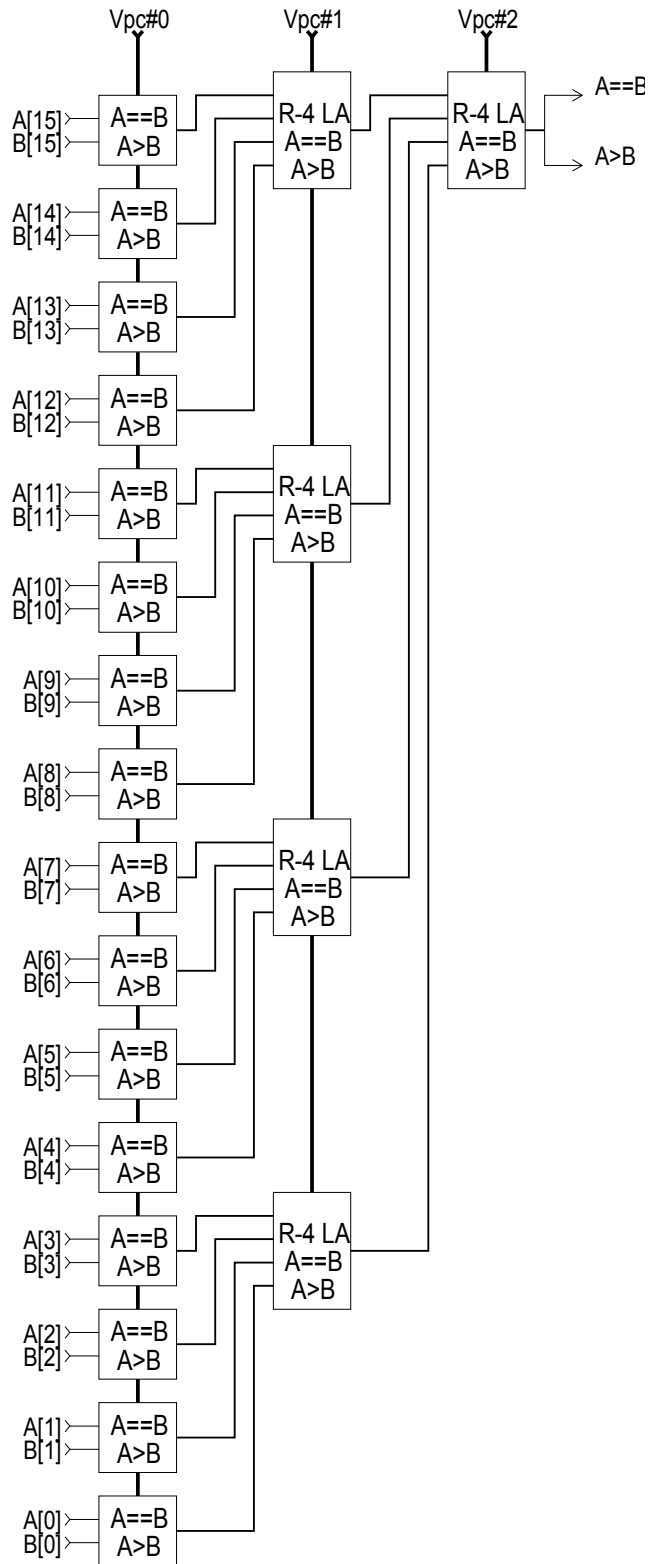 Vpc#0 Vpc#1 Vpc#2
A[15] A==B R-4 LA R-4 LA A==B
B[15] A>B A==B A==B A>B
A>B A>B
A[14] A==B
B[14] A>B
A[13] A==B
B[13] A>B
A[12] A==B
B[12] A>B
A[11] A==B R-4 LA
B[11] A>B A==B
A>B
A[10] A==B
B[10] A>B
A[9] A==B
B[9] A>B
A[8] A==B
B[8] A>B
A[7] A==B R-4 LA
B[7] A>B A==B
A>B
A[6] A==B
B[6] A>B
A[5] A==B
B[5] A>B
A[4] A==B
B[4] A>B
A[3] A==B R-4 LA
B[3] A>B A==B
A>B
A[2] A==B
B[2] A>B
A[1] A==B
B[1] A>B
A[0] A==B
B[0] A>B